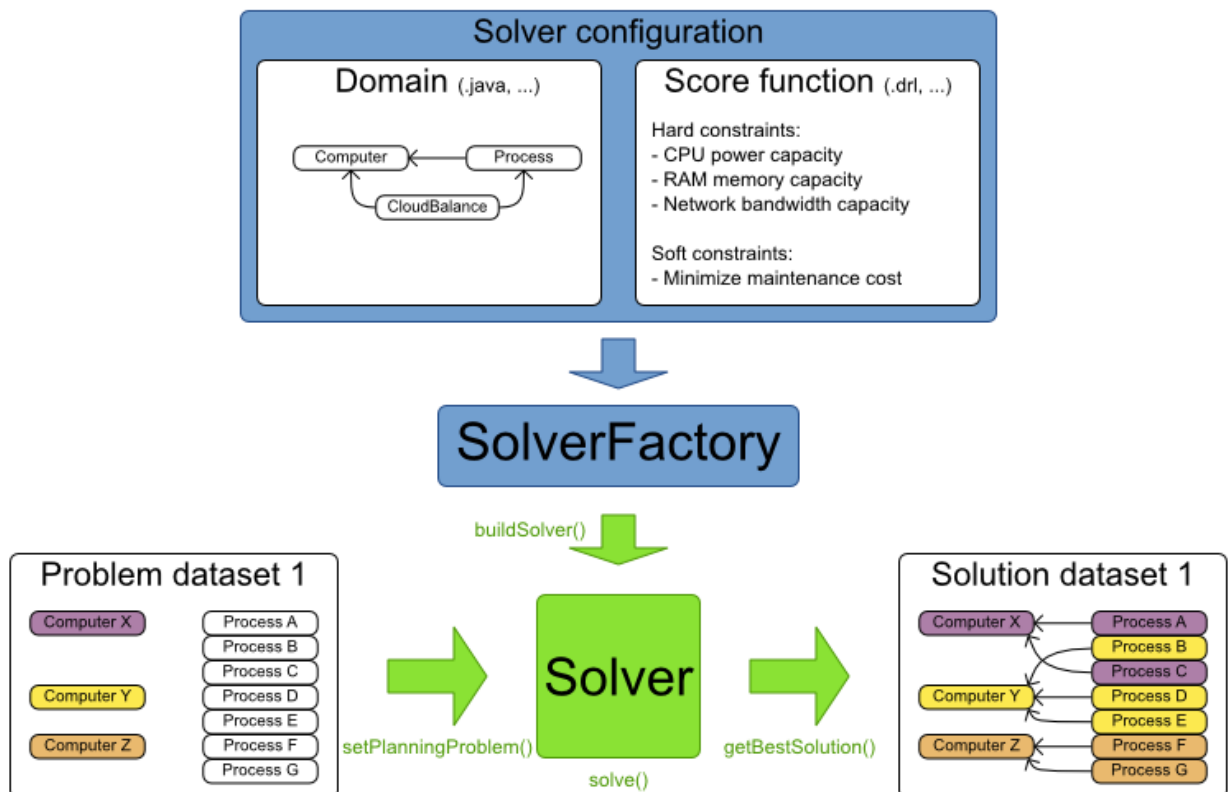 Solver configuration
Domain (.java, ...)
Computer
Process
CloudBalance
Score function (.drl, ...)
Hard constraints:
- CPU power capacity
- RAM memory capacity
- Network bandwidth capacity
Soft constraints:
- Minimize maintenance cost
SolverFactory
buildSolver()
Problem dataset 1
Computer X
Computer Y
Computer Z
Process A
Process B
Process C
Process D
Process E
Process F
Process G
setPlanningProblem()
Solver
solve()
getBestSolution()
Solution dataset 1
Computer X
Computer Y
Computer Z
Process A
Process B
Process C
Process D
Process E
Process F
Process G